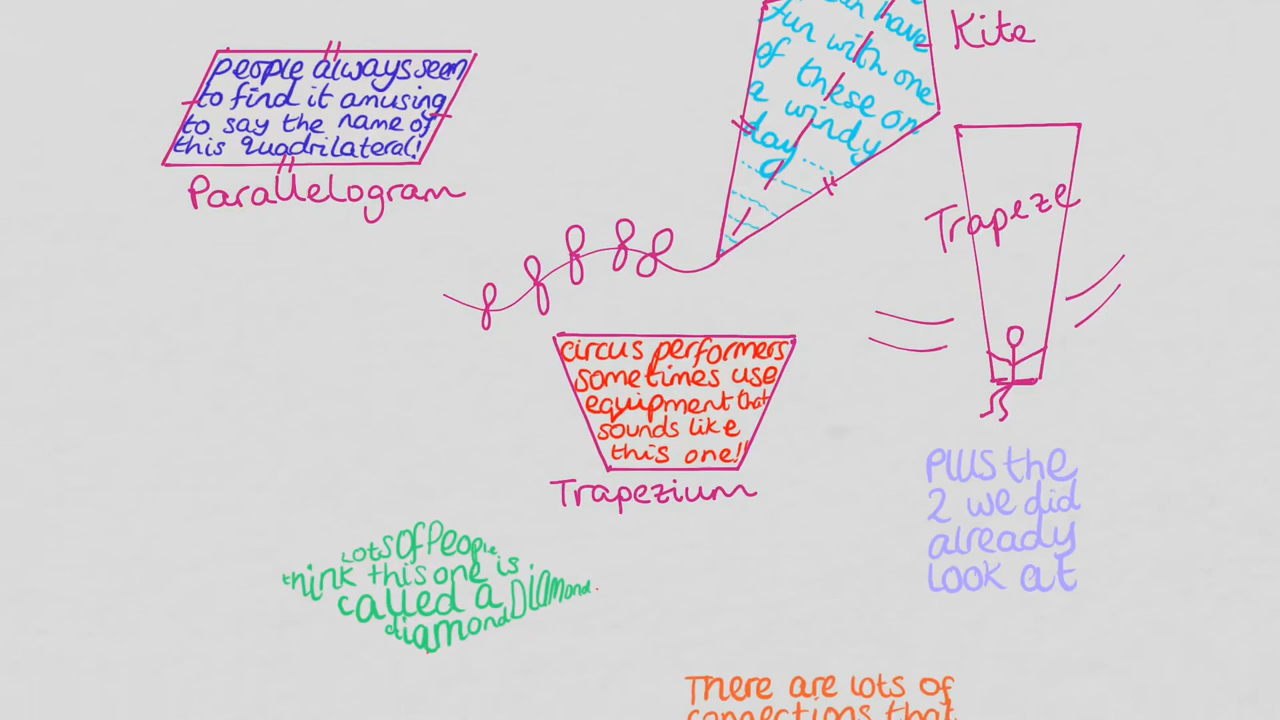 people always seem
to find it amusing
to say the name of
this quadrilateral!
Parallelogram
have
fun with one
of these on
a windy
day
Kite
Trapeze
circus performers
sometimes use
equipment that
sounds like
this one!!
Trapezium
PLUS the
2 we did
already
look at
LOTS OF PeopLe
think this one is
called a DIAMOND
diamond
THERE are lots of
connections that